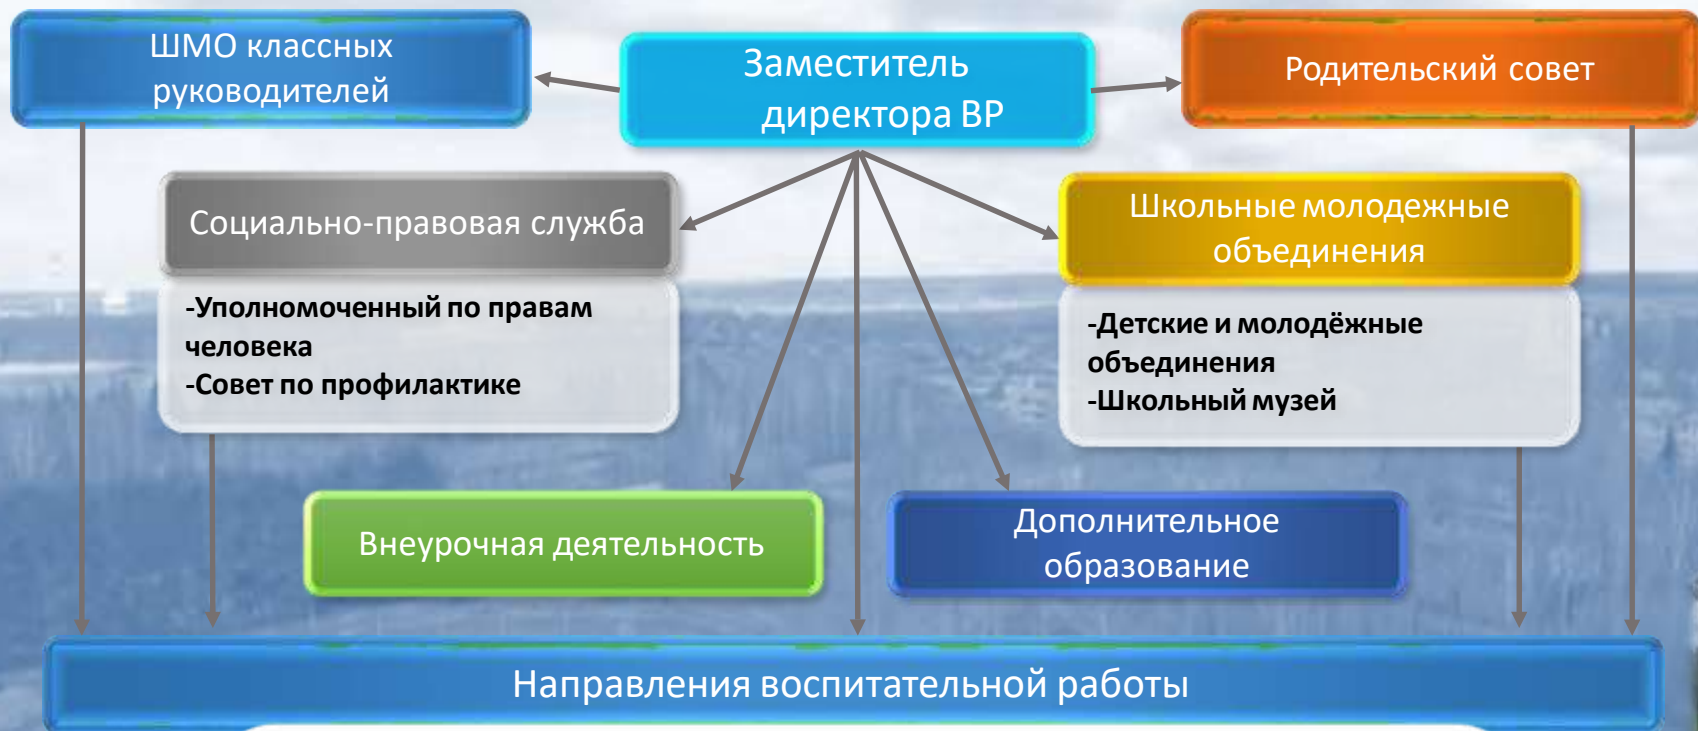 ШМО классных
руководителей
Заместитель
директора ВР
Родительский совет
Социально-правовая служба
-Уполномоченный по правам
человека
-Совет по профилактике
Школьные молодежные
объединения
-Детские и молодёжные
объединения
-Школьный музей
Внеурочная деятельность
Дополнительное
образование
Направления воспитательной работы